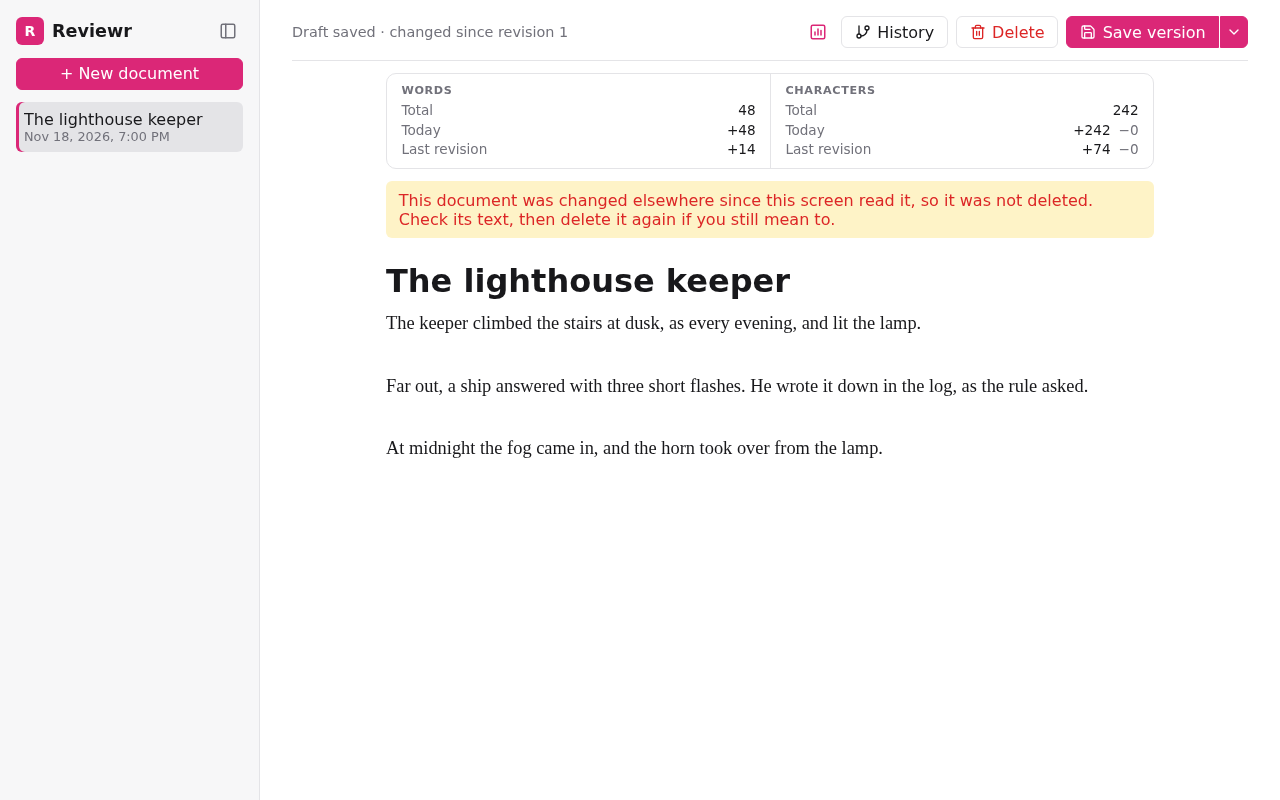 R Reviewr
+ New document
The lighthouse keeper
Nov 18, 2026, 7:00 PM
Draft saved · changed since revision 1
History
Delete
Save version
WORDS
Total 48
Today +48
Last revision +14
CHARACTERS
Total 242
Today +242 −0
Last revision +74 −0
This document was changed elsewhere since this screen read it, so it was not deleted.
Check its text, then delete it again if you still mean to.
The lighthouse keeper
The keeper climbed the stairs at dusk, as every evening, and lit the lamp.
Far out, a ship answered with three short flashes. He wrote it down in the log, as the rule asked.
At midnight the fog came in, and the horn took over from the lamp.